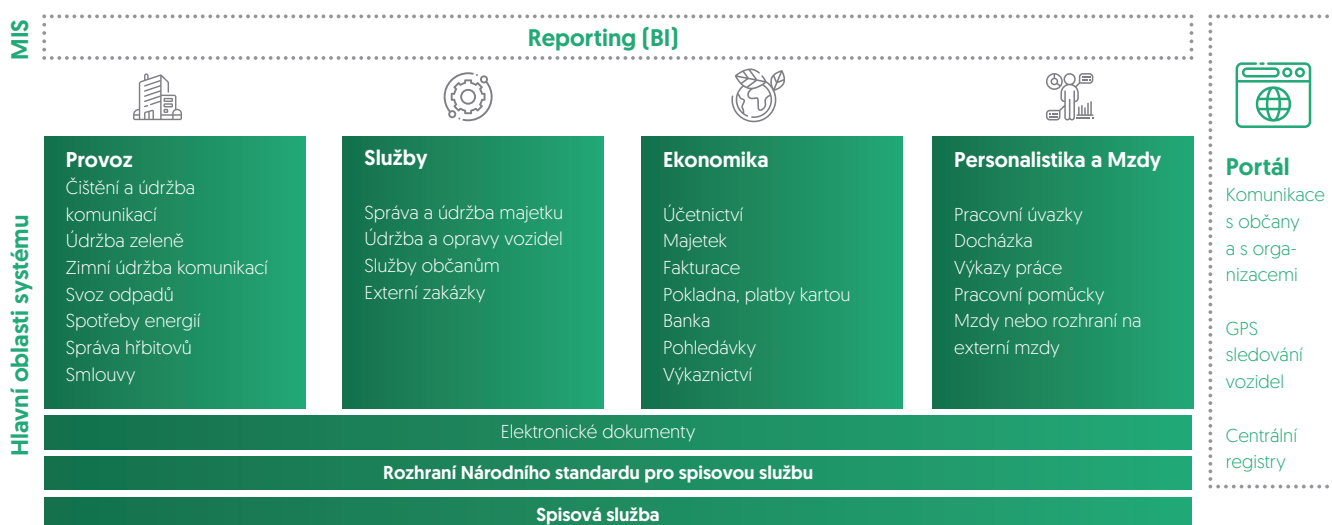 MIS
Reporting (BI)
Hlavní oblasti systému
Provoz
Čištění a údržba
komunikací
Údržba zeleně
Zimní údržba komunikací
Svoz odpadů
Spotřeby energií
Správa hřbitovů
Smlouvy
Služby
Správa a údržba majetku
Údržba a opravy vozidel
Služby občanům
Externí zakázky
Ekonomika
Účetnictví
Majetek
Fakturace
Pokladna, platby kartou
Banka
Pohledávky
Výkaznictví
Personalistika a Mzdy
Pracovní úvazky
Docházka
Výkazy práce
Pracovní pomůcky
Mzdy nebo rozhraní na
externí mzdy
Elektronické dokumenty
Rozhraní Národního standardu pro spisovou službu
Spisová služba
Portál
Komunikace
s občany
a s orga-
nizacemi
GPS
sledování
vozidel
Centrální
registry